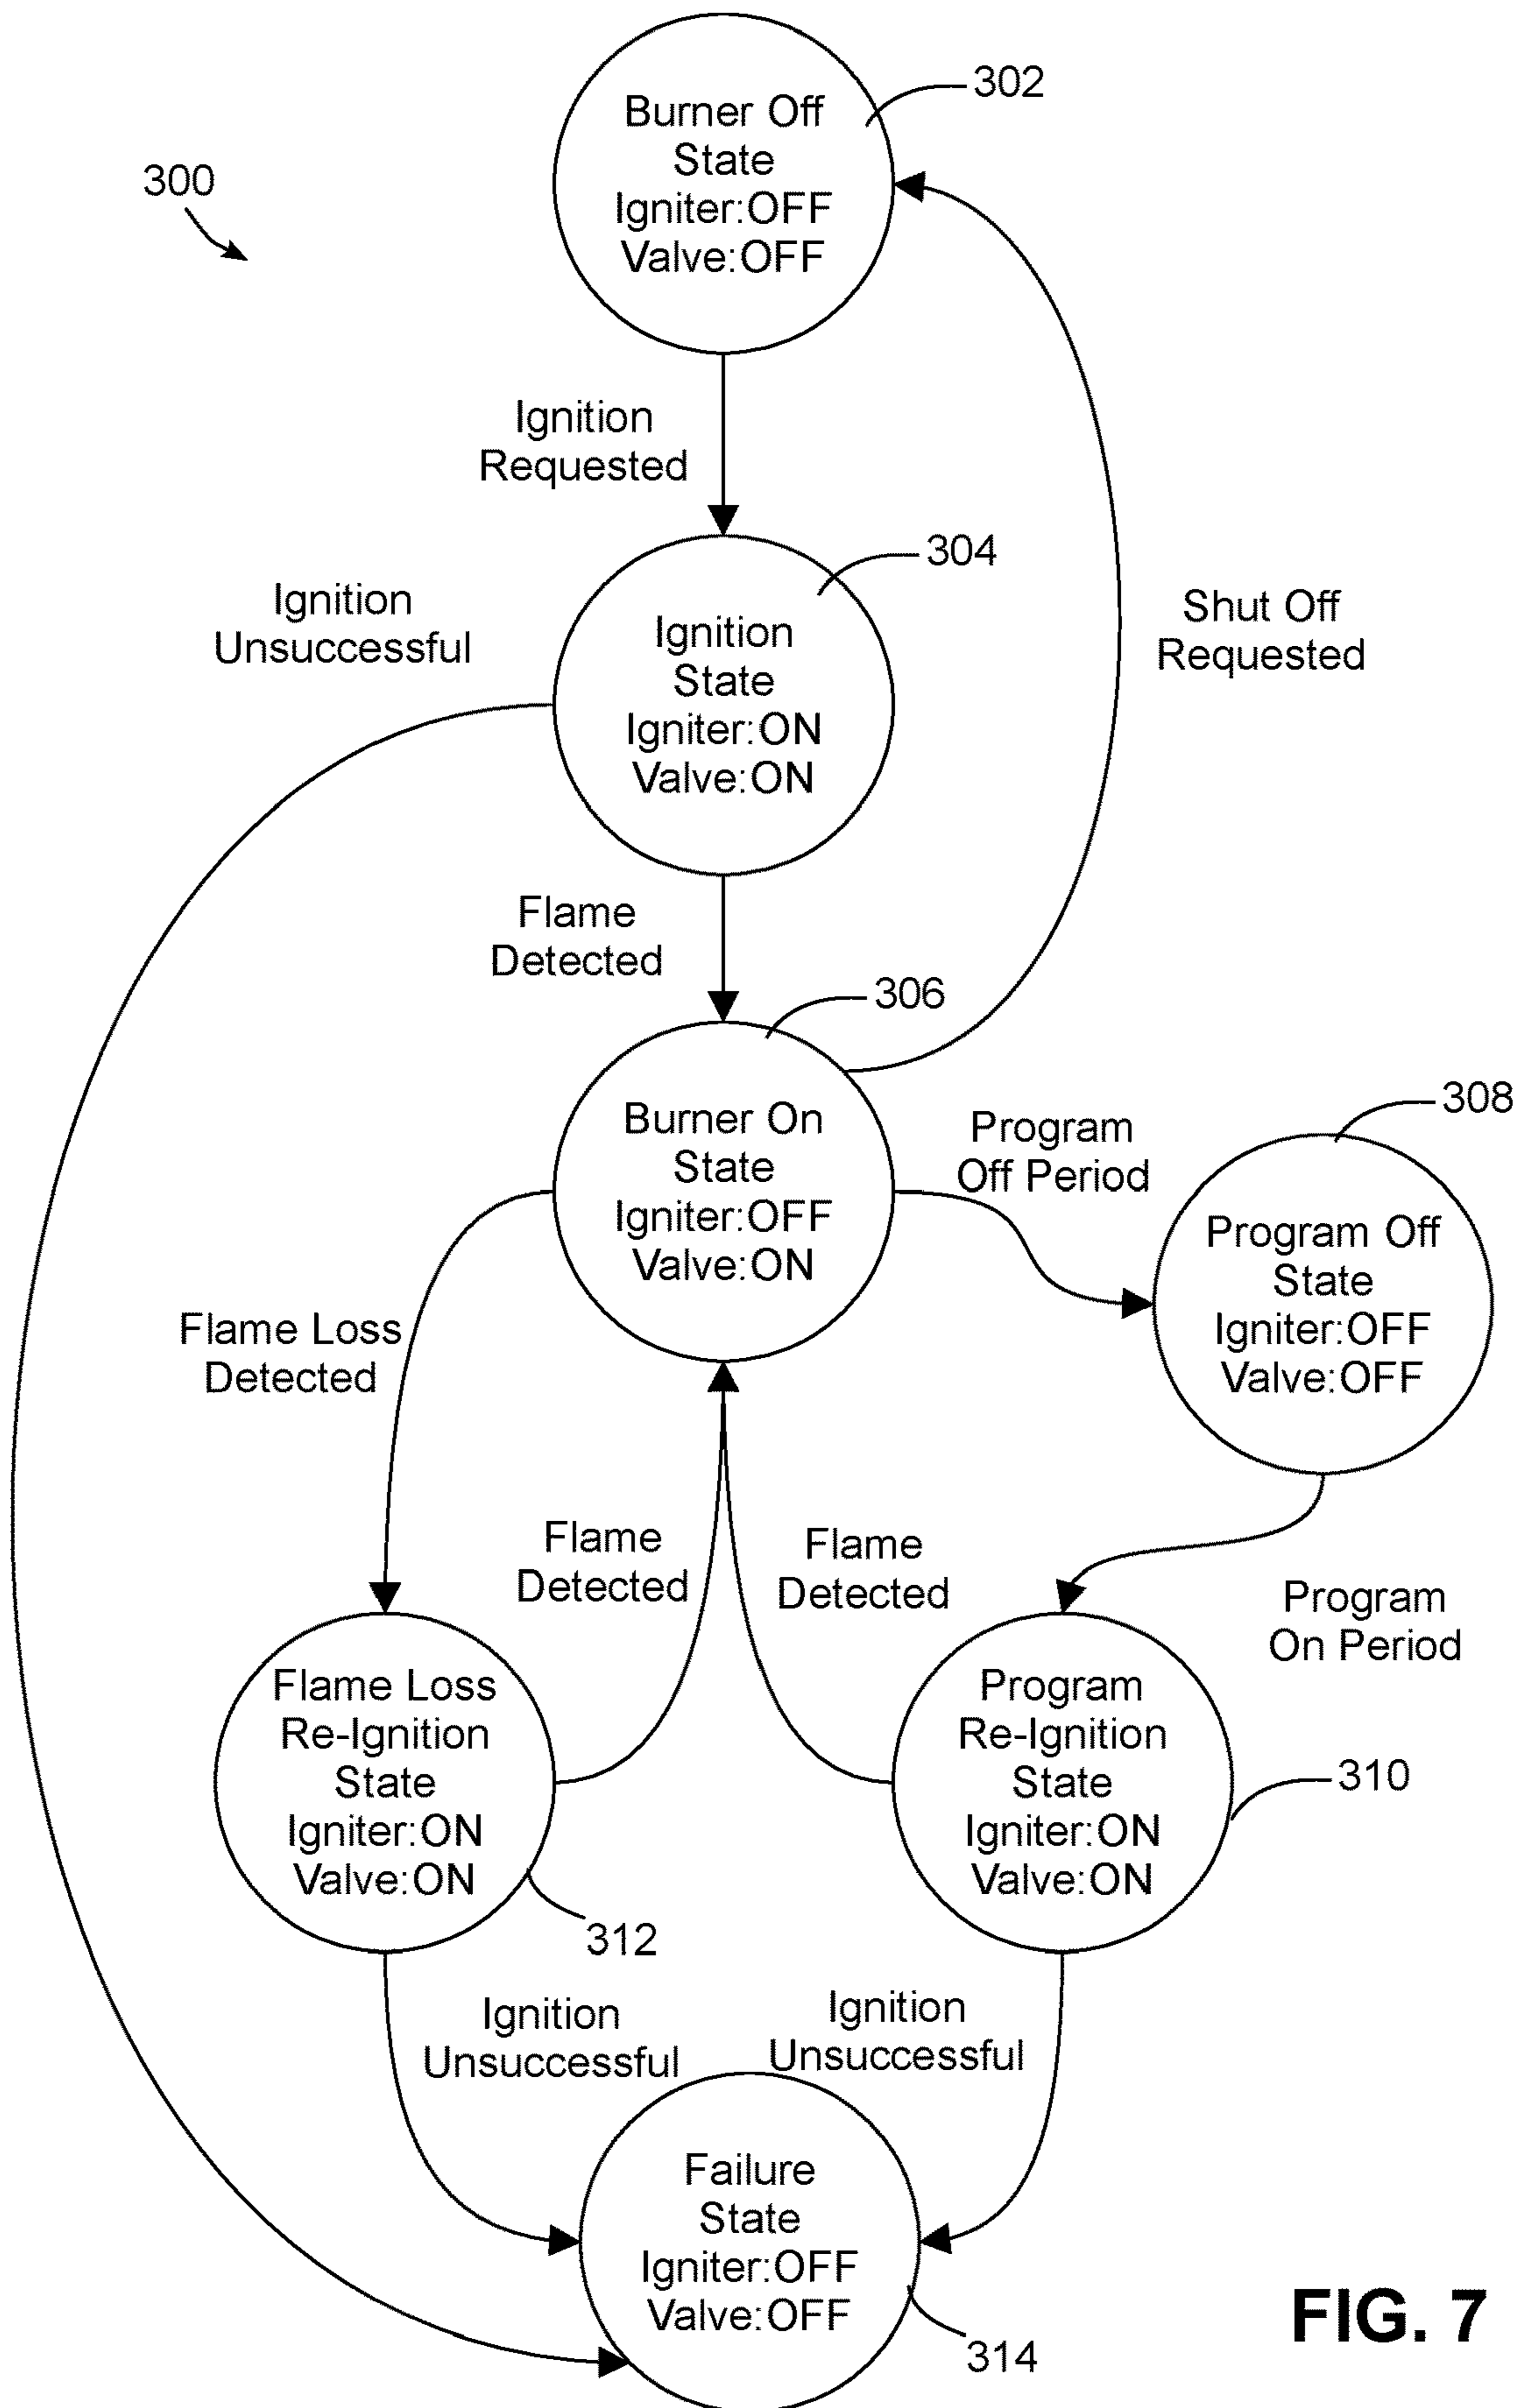 302
Burner Off
State
Igniter:OFF
Valve:OFF
300
Ignition
Requested
304
Ignition
Unsuccessful
Ignition
State
Igniter:ON
Valve:ON
Shut Off
Requested
Flame
Detected
306
Burner On
State
Igniter:OFF
Valve:ON
Program
Off Period
308
Program Off
State
Igniter:OFF
Valve:OFF
Flame Loss
Detected
Flame
Detected
Flame
Detected
Program
On Period
Flame Loss
Re-Ignition
State
Igniter:ON
Valve:ON
312
Program
Re-Ignition
State
Igniter:ON
Valve:ON
310
Ignition
Unsuccessful
Ignition
Unsuccessful
Failure
State
Igniter:OFF
Valve:OFF
314
FIG. 7